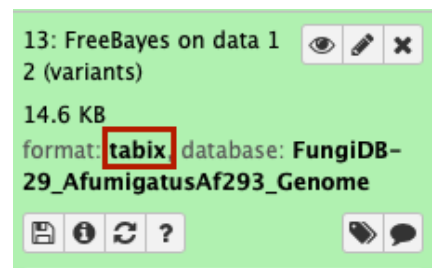 13: FreeBayes on data 1
2 (variants)
14.6 KB
format: tabix, database: FungiDB-
29_AfumigatusAf293_Genome
?